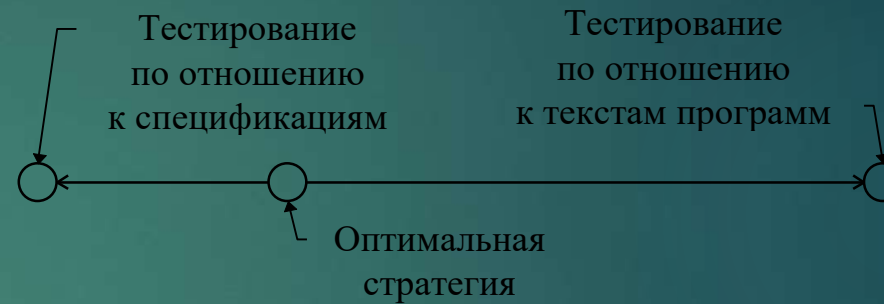 Тестирование
по отношению
к спецификациям
Тестирование
по отношению
к текстам программ
Оптимальная
стратегия